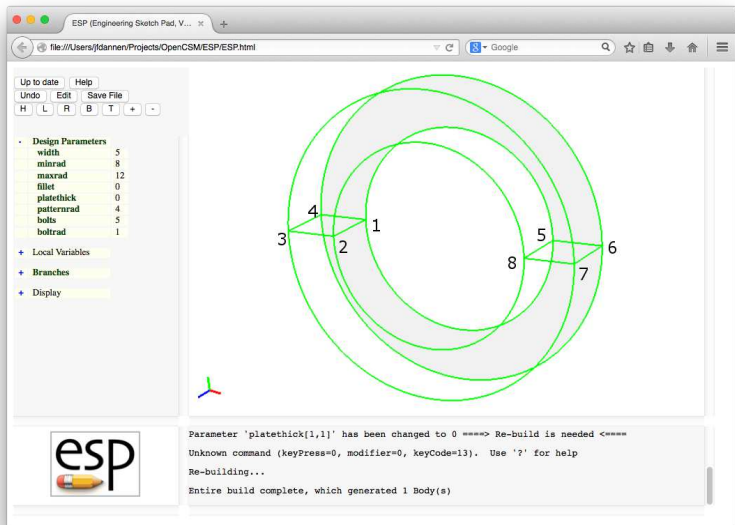 ESP (Engineering Sketch Pad, V... × +
file:///Users/jfdannen/Projects/OpenCSM/ESP/ESP.html
Google
Up to date Help
Undo Edit Save File
H L R B T + -
Design Parameters
width 5
minrad 8
maxrad 12
fillet 0
platethick 0
patternrad 4
bolts 5
boltrad 1
+ Local Variables
+ Branches
+ Display
4
1
3
2
5
6
8
7
esp
Parameter 'platethick[1,1]' has been changed to 0 ====> Re-build is needed <====
Unknown command (keyPress=0, modifier=0, keyCode=13). Use '?' for help
Re-building...
Entire build complete, which generated 1 Body(s)